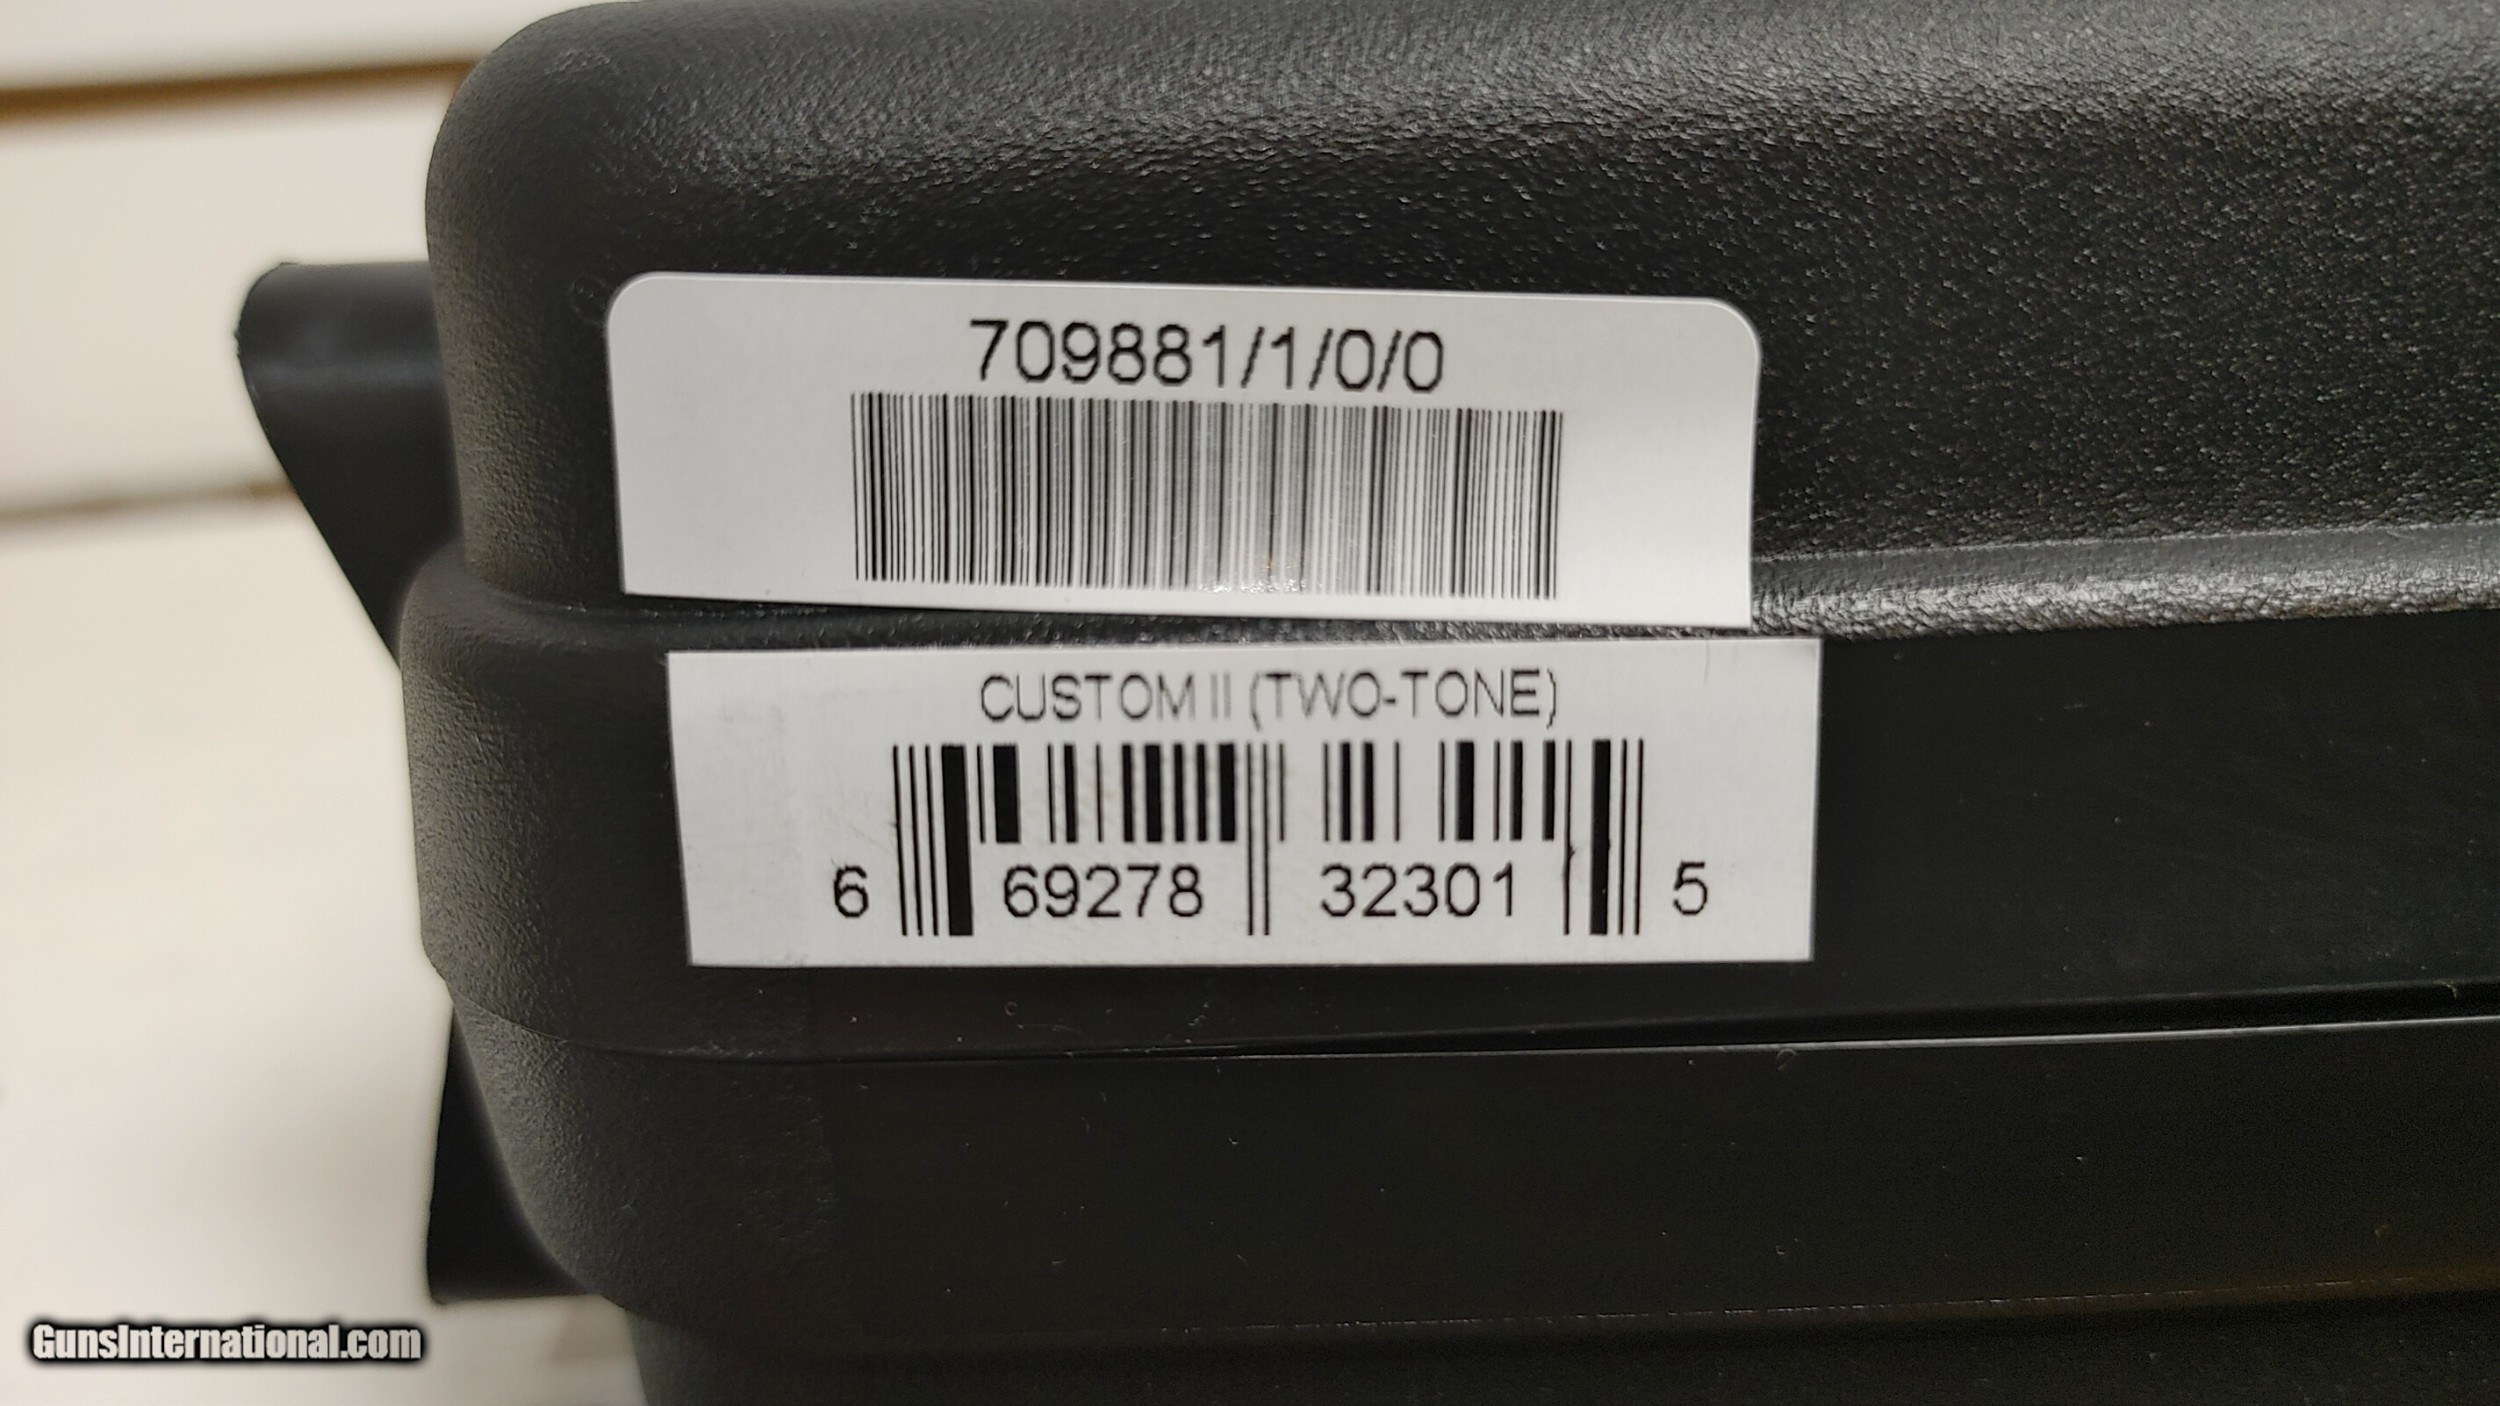 709881/1/0/0
CUSTOM II (TWO-TONE)
6 69278 32301 5
GunsInternational.com